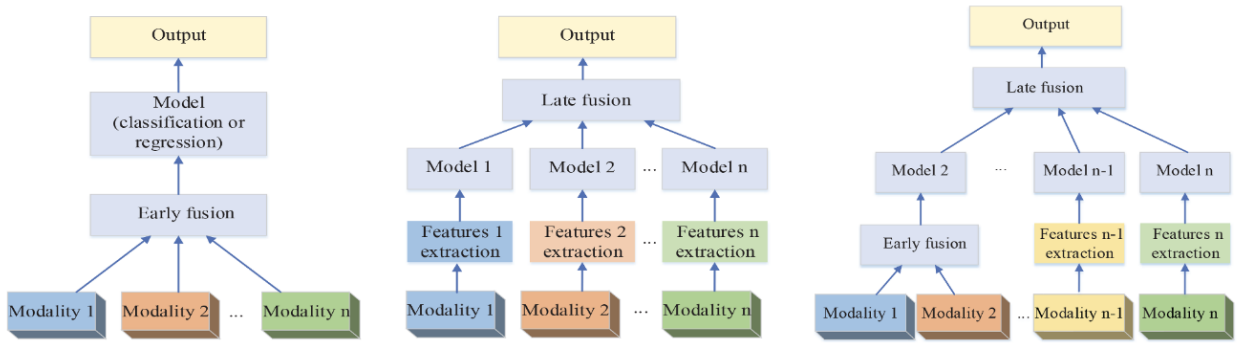 Output
Model
(classification or
regression)
Early fusion
Modality 1
Modality 2
...
Modality n
Output
Late fusion
Model 1
Model 2
...
Model n
Features 1
extraction
Features 2
extraction
...
Features n
extraction
Modality 1
Modality 2
...
Modality n
Output
Late fusion
Model 2
...
Model n-1
Model n
Early fusion
Features n-1
extraction
Features n
extraction
Modality 1
Modality 2
...
Modality n-1
Modality n